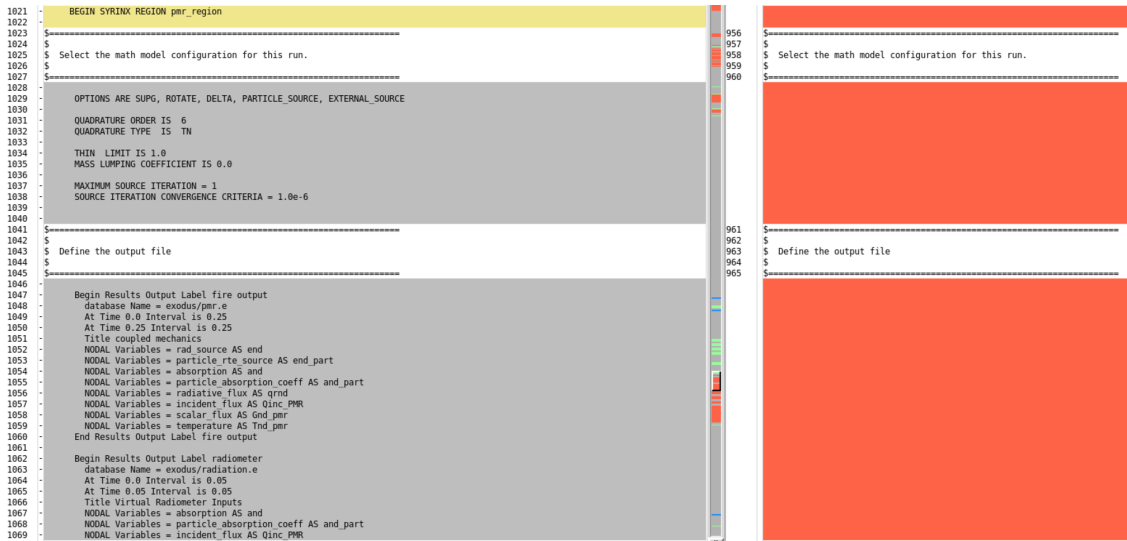 1021 - BEGIN SYRINX REGION pmr_region
1022 -
1023 $==================================================================== 956 $====================================================================
1024 $ 957 $
1025 $  Select the math model configuration for this run. 958 $  Select the math model configuration for this run.
1026 $ 959 $
1027 $==================================================================== 960 $====================================================================
1028 -
1029 - OPTIONS ARE SUPG, ROTATE, DELTA, PARTICLE_SOURCE, EXTERNAL_SOURCE
1030 -
1031 - QUADRATURE ORDER IS  6
1032 - QUADRATURE TYPE  IS  TN
1033 -
1034 - THIN  LIMIT IS 1.0
1035 - MASS LUMPING COEFFICIENT IS 0.0
1036 -
1037 - MAXIMUM SOURCE ITERATION = 1
1038 - SOURCE ITERATION CONVERGENCE CRITERIA = 1.0e-6
1039 -
1040 -
1041 $==================================================================== 961 $====================================================================
1042 $ 962 $
1043 $  Define the output file 963 $  Define the output file
1044 $ 964 $
1045 $==================================================================== 965 $====================================================================
1046 -
1047 - Begin Results Output Label fire output
1048 - database Name = exodus/pmr.e
1049 - At Time 0.0 Interval is 0.25
1050 - At Time 0.25 Interval is 0.25
1051 - Title coupled mechanics
1052 - NODAL Variables = rad_source AS end
1053 - NODAL Variables = particle_rte_source AS end_part
1054 - NODAL Variables = absorption AS and
1055 - NODAL Variables = particle_absorption_coeff AS and_part
1056 - NODAL Variables = radiative_flux AS qrnd
1057 - NODAL Variables = incident_flux AS Qinc_PMR
1058 - NODAL Variables = scalar_flux AS Gnd_pmr
1059 - NODAL Variables = temperature AS Tnd_pmr
1060 - End Results Output Label fire output
1061 -
1062 - Begin Results Output Label radiometer
1063 - database Name = exodus/radiation.e
1064 - At Time 0.0 Interval is 0.05
1065 - At Time 0.05 Interval is 0.05
1066 - Title Virtual Radiometer Inputs
1067 - NODAL Variables = absorption AS and
1068 - NODAL Variables = particle_absorption_coeff AS and_part
1069 - NODAL Variables = incident_flux AS Qinc_PMR